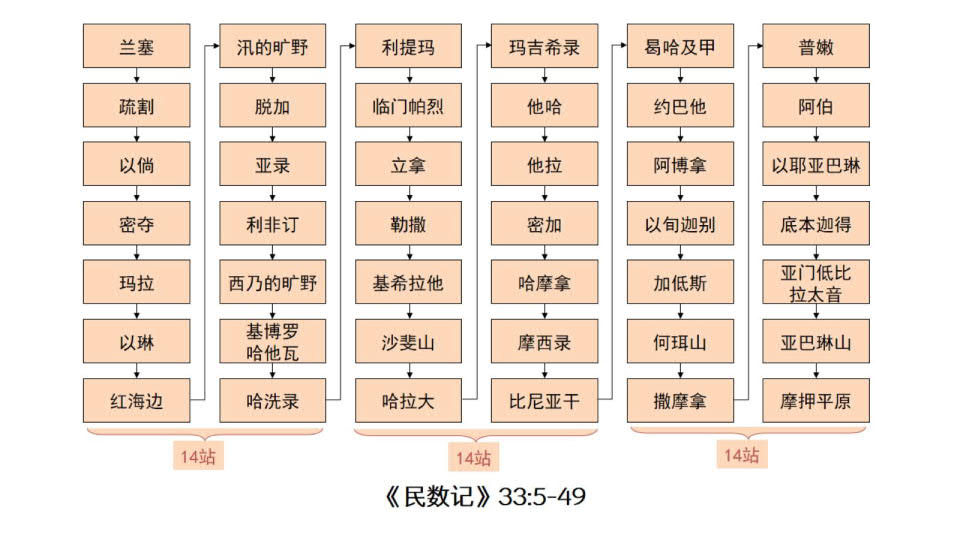 兰塞
疏割
以倘
密夺
玛拉
以琳
红海边
汛的旷野
脱加
亚录
利非订
西乃的旷野
基博罗
哈他瓦
哈洗录
利提玛
临门帕烈
立拿
勒撒
基希拉他
沙斐山
哈拉大
玛吉希录
他哈
他拉
密加
哈摩拿
摩西录
比尼亚干
曷哈及甲
约巴他
阿博拿
以旬迦别
加低斯
何珥山
撒摩拿
普嫩
阿伯
以耶亚巴琳
底本迦得
亚门低比
拉太音
亚巴琳山
摩押平原
14站
14站
14站
《民数记》33:5-49